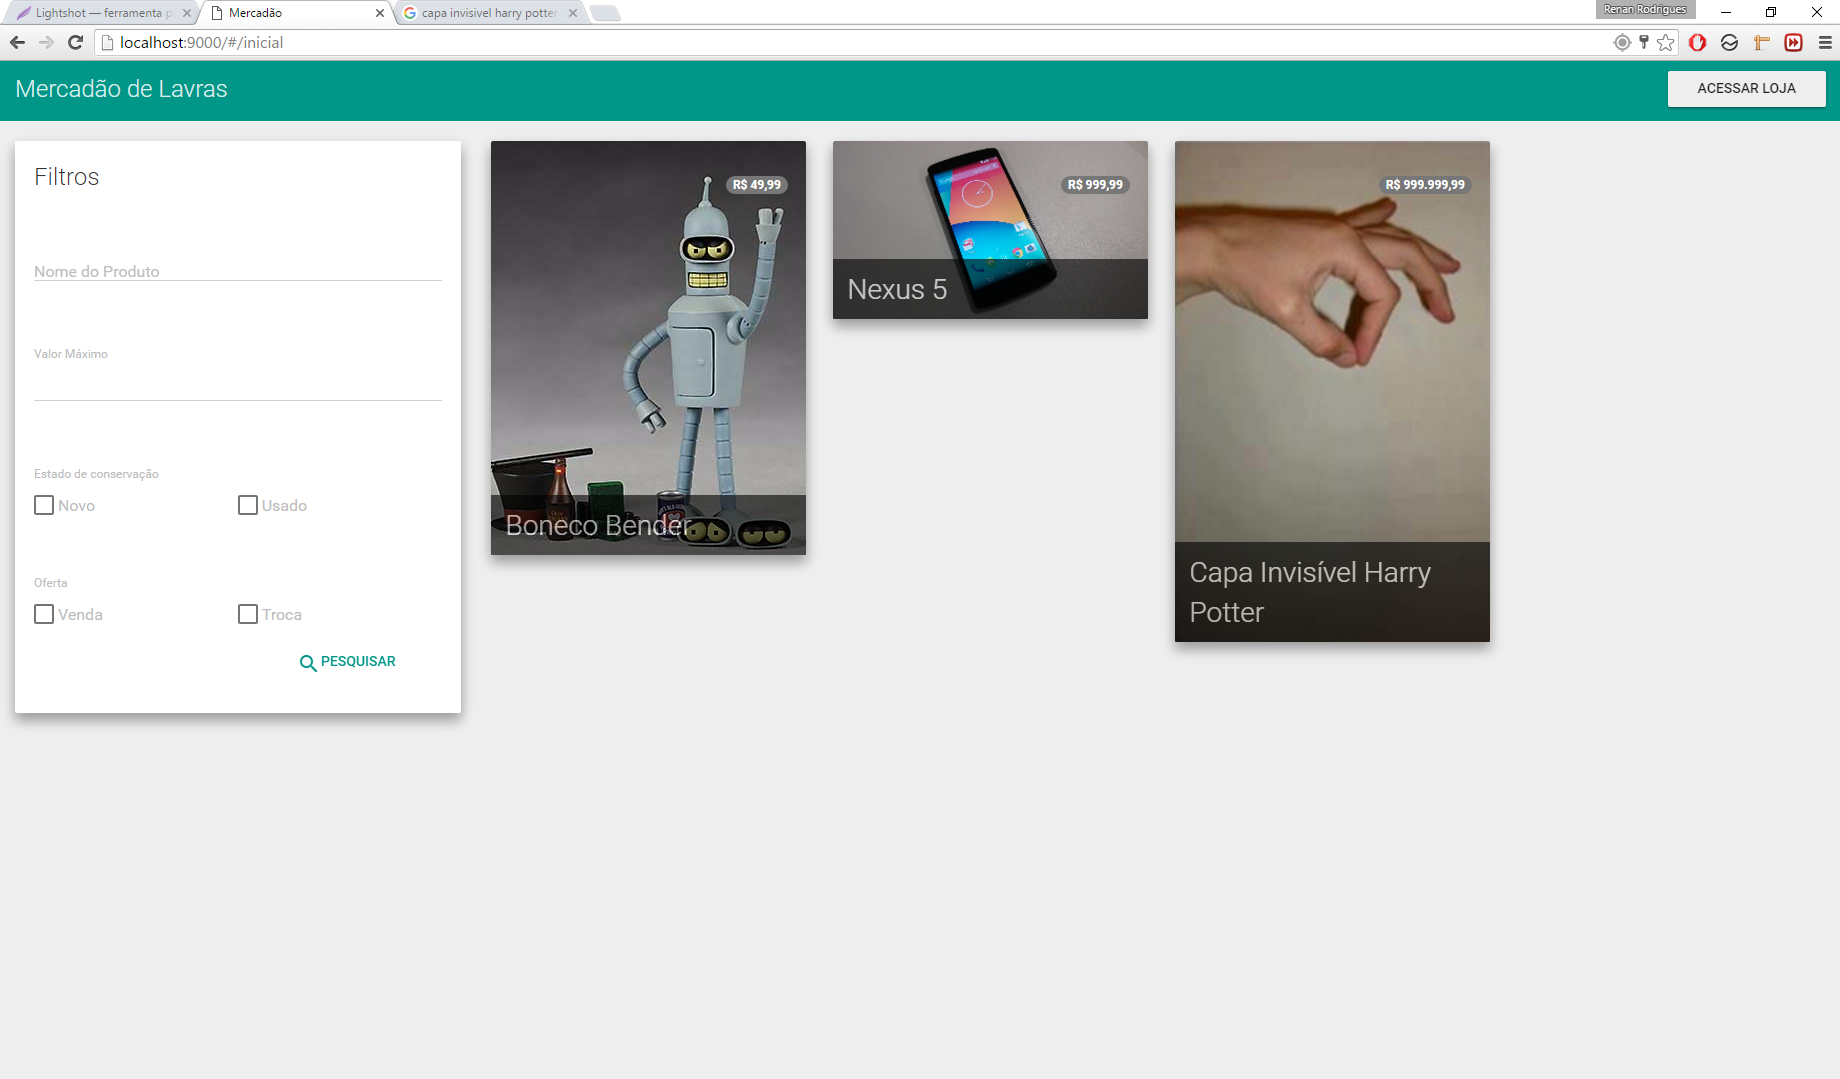 Lightshot — ferramenta p
Mercadão
capa invisivel harry potter
Renan Rodrigues
localhost:9000/#/inicial
Mercadão de Lavras
ACESSAR LOJA
Filtros
Nome do Produto
Valor Máximo
Estado de conservação
Novo
Usado
Oferta
Venda
Troca
PESQUISAR
R$ 49,99
Boneco Bender
R$ 999,99
Nexus 5
R$ 999.999,99
Capa Invisível Harry
Potter